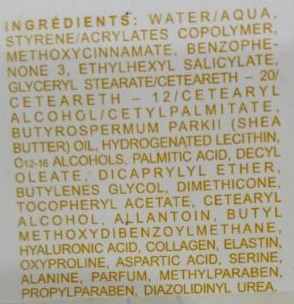 INGRÉDIENTS: WATER/AQUA,
STYRENE/ACRYLATES COPOLYMER,
METHOXYCINNAMATE, BENZOPHE-
NONE 3, ETHYLHEXYL SALICYLATE,
GLYCERYL STEARATE/CETEARETH – 20/
CETEARETH – 12/CETEARYL
ALCOHOL/CETYLPALMITATE,
BUTYROSPERMUM PARKII (SHEA
BUTTER) OIL, HYDROGENATED LECITHIN,
C12-16 ALCOHOLS, PALMITIC ACID, DECYL
OLEATE, DICAPRYLYL ETHER,
BUTYLENES GLYCOL, DIMETHICONE,
TOCOPHERYL ACETATE, CETEARYL
ALCOHOL, ALLANTOIN, BUTYL
METHOXYDIBENZOYLMETHANE,
HYALURONIC ACID, COLLAGEN, ELASTIN,
OXYPROLINE, ASPARTIC ACID, SERINE,
ALANINE, PARFUM, METHYLPARABEN,
PROPYLPARABEN, DIAZOLIDINYL UREA.